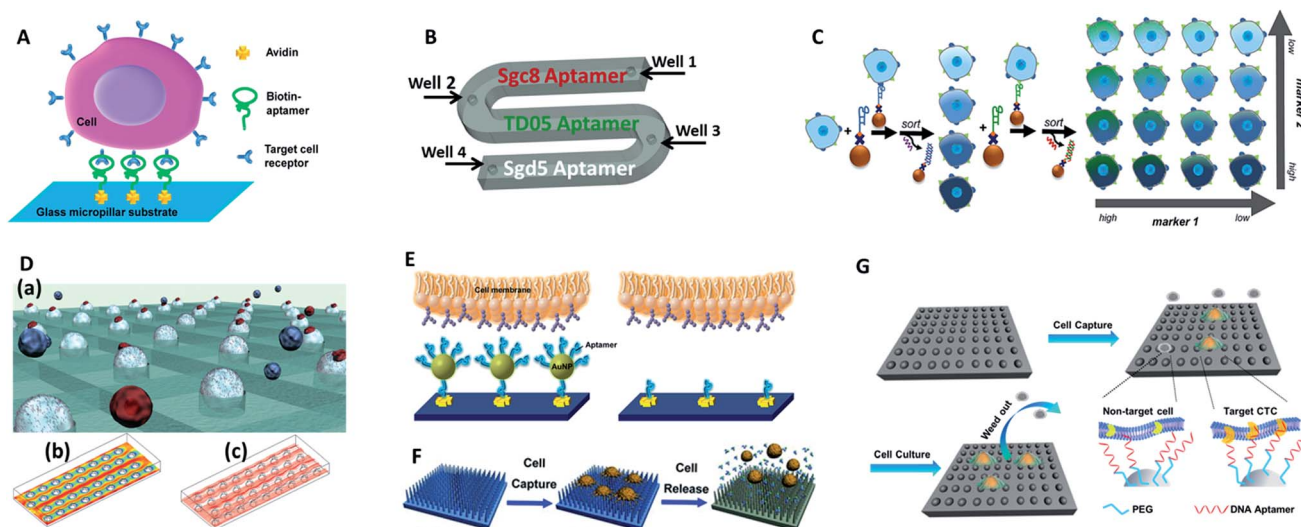 A
Avidin
Biotin-
aptamer
Target cell
receptor
Cell
Glass micropillar substrate
B
Well 1
Sgc8 Aptamer
Well 2
TD05 Aptamer
Well 3
Well 4
Sgd5 Aptamer
C
+
sort
+
sort
low
marker 2
high
high
low
marker 1
D
(a)
(b)
(c)
E
Cell membrane
Aptamer
AuNP
F
Cell
Capture
Cell
Release
G
Cell Capture
Weed out
Cell Culture
Non-target cell
Target CTC
PEG
DNA Aptamer